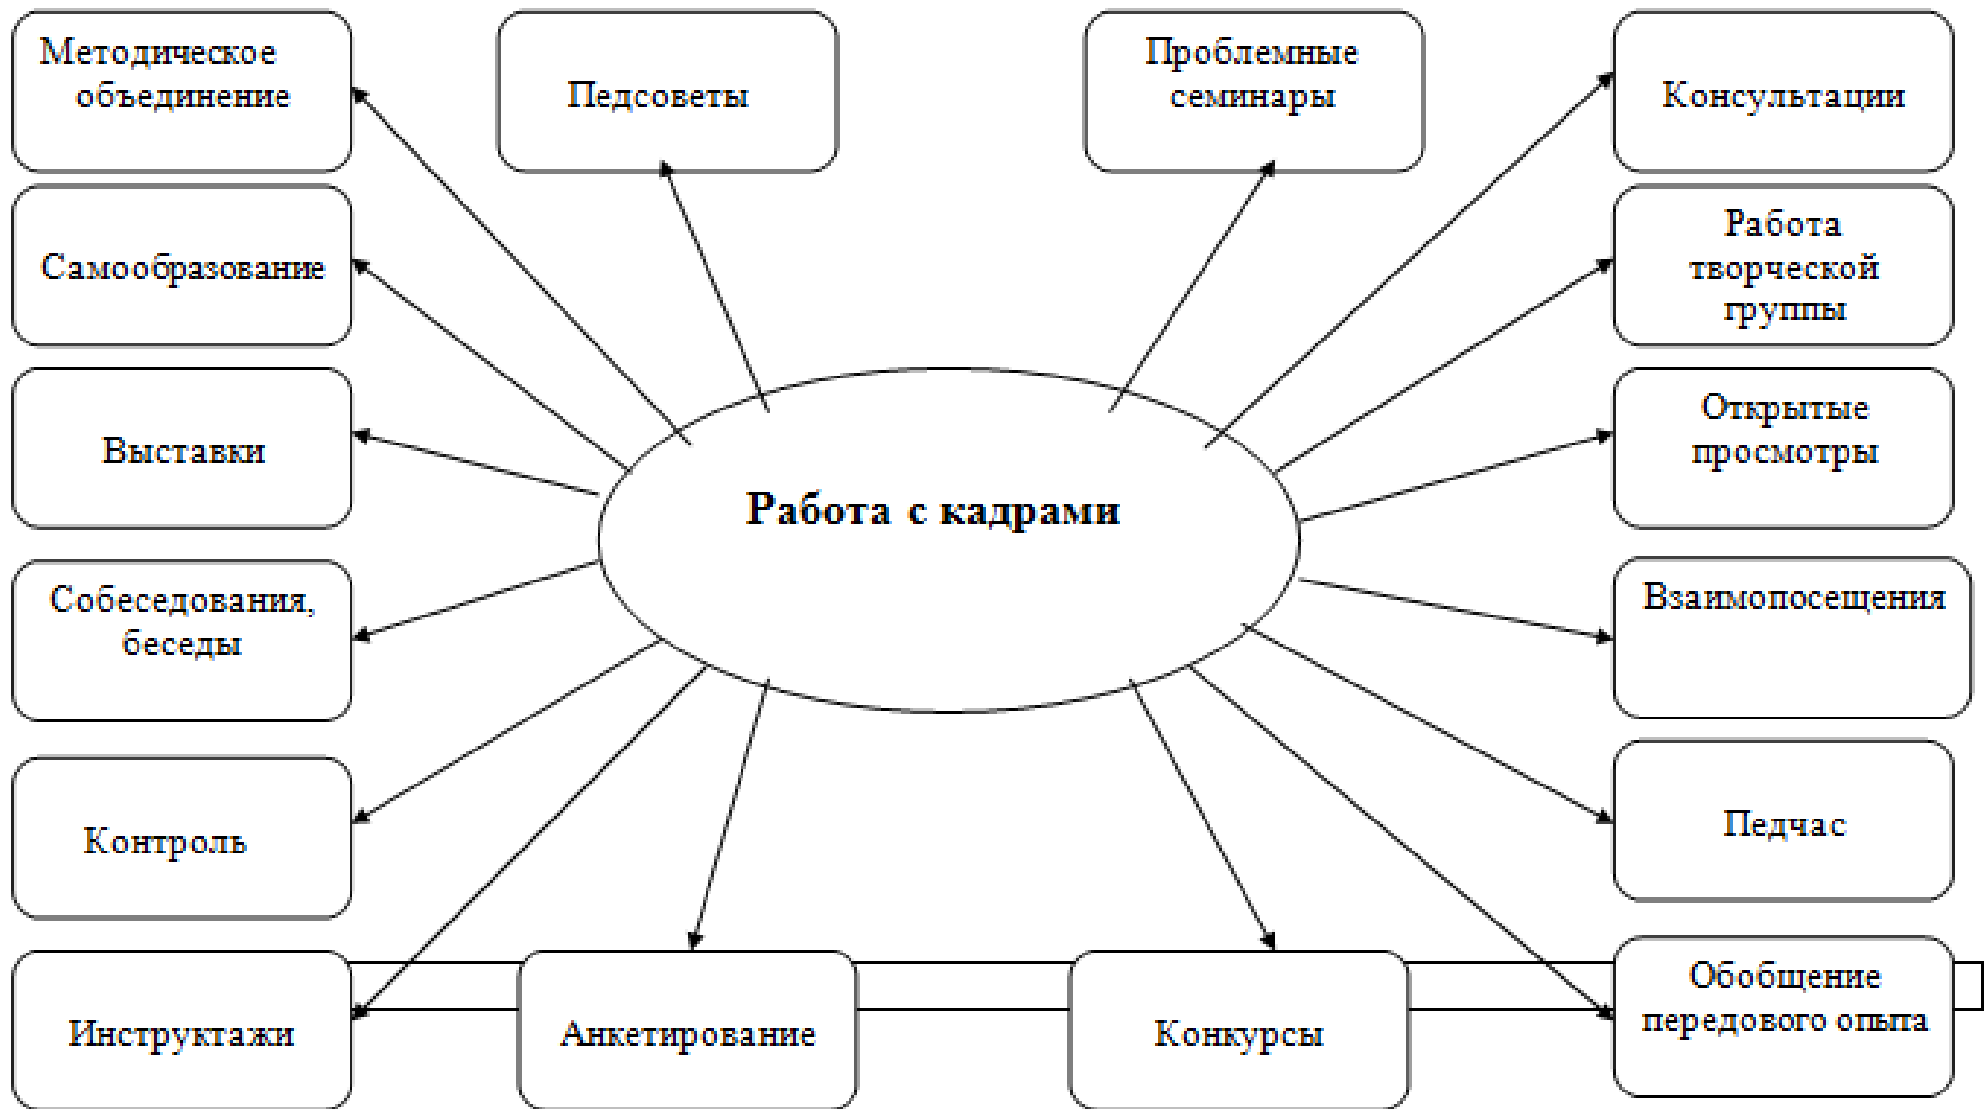 Методическое
объединение
Педсоветы
Проблемные
семинары
Консультации
Самообразование
Работа
творческой
группы
Выставки
Открытые
просмотры
Работа с кадрами
Собеседования,
беседы
Взаимопосещения
Контроль
Педчас
Инструктажи
Анкетирование
Конкурсы
Обобщение
передового опыта